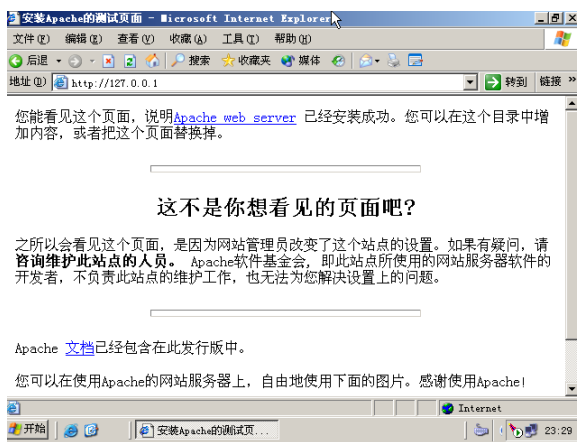 安装Apache的测试页面 - Microsoft Internet Explorer
文件(F) 编辑(E) 查看(V) 收藏(A) 工具(T) 帮助(H)
后退 搜索 收藏夹 媒体
地址(D) http://127.0.0.1 转到 链接 »
您能看见这个页面，说明Apache web server 已经安装成功。您可以在这个目录中增
加内容，或者把这个页面替换掉。
这不是你想看见的页面吧?
之所以会看见这个页面，是因为网站管理员改变了这个站点的设置。如果有疑问，请
咨询维护此站点的人员。 Apache软件基金会, 即此站点所使用的网站服务器软件的
开发者，不负责此站点的维护工作，也无法为您解决设置上的问题。
Apache 文档已经包含在此发行版中。
您可以在使用Apache的网站服务器上，自由地使用下面的图片。感谢使用Apache!
Internet
开始 安装Apache的测试页... 23:29